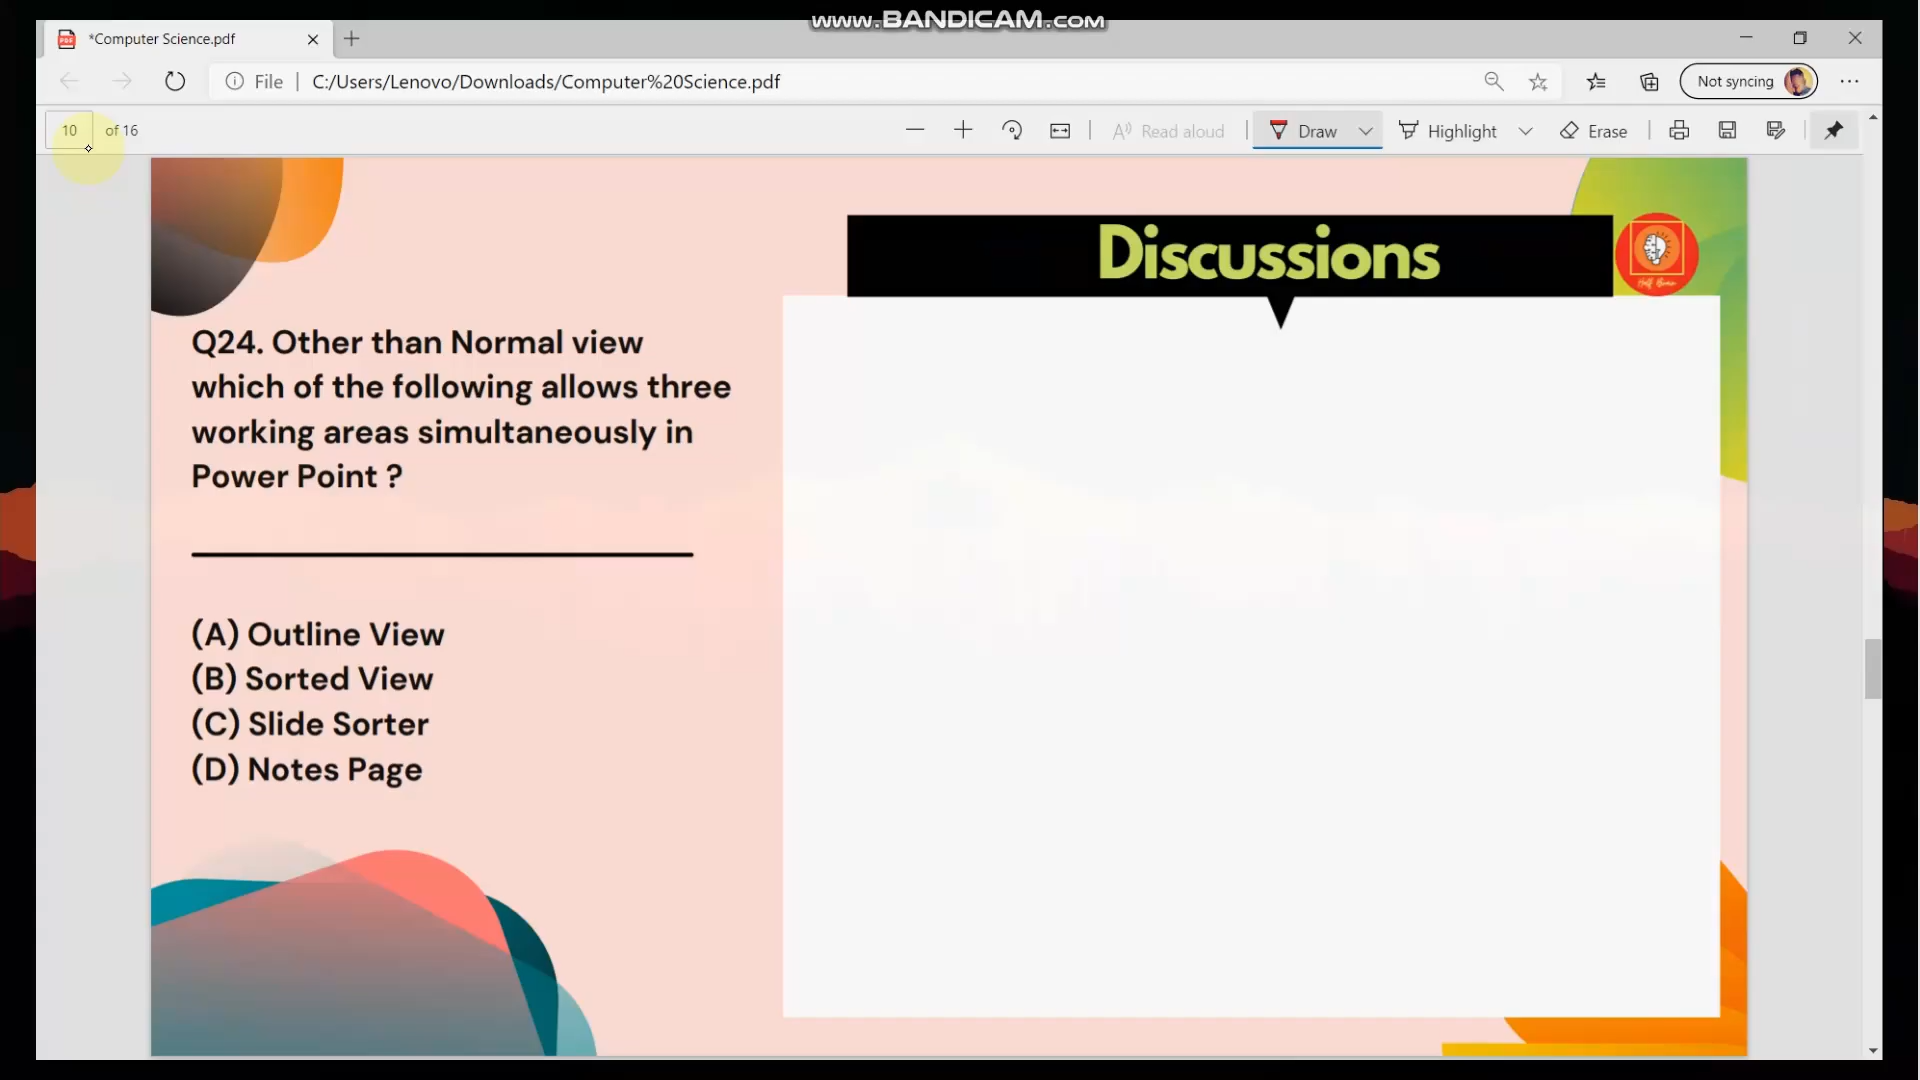 www.BANDICAM.com
*Computer Science.pdf
File
C:/Users/Lenovo/Downloads/Computer%20Science.pdf
Not syncing
10 of 16
Read aloud
Draw
Highlight
Erase
Discussions
Half Brain
Q24. Other than Normal view
which of the following allows three
working areas simultaneously in
Power Point ?
(A) Outline View
(B) Sorted View
(C) Slide Sorter
(D) Notes Page